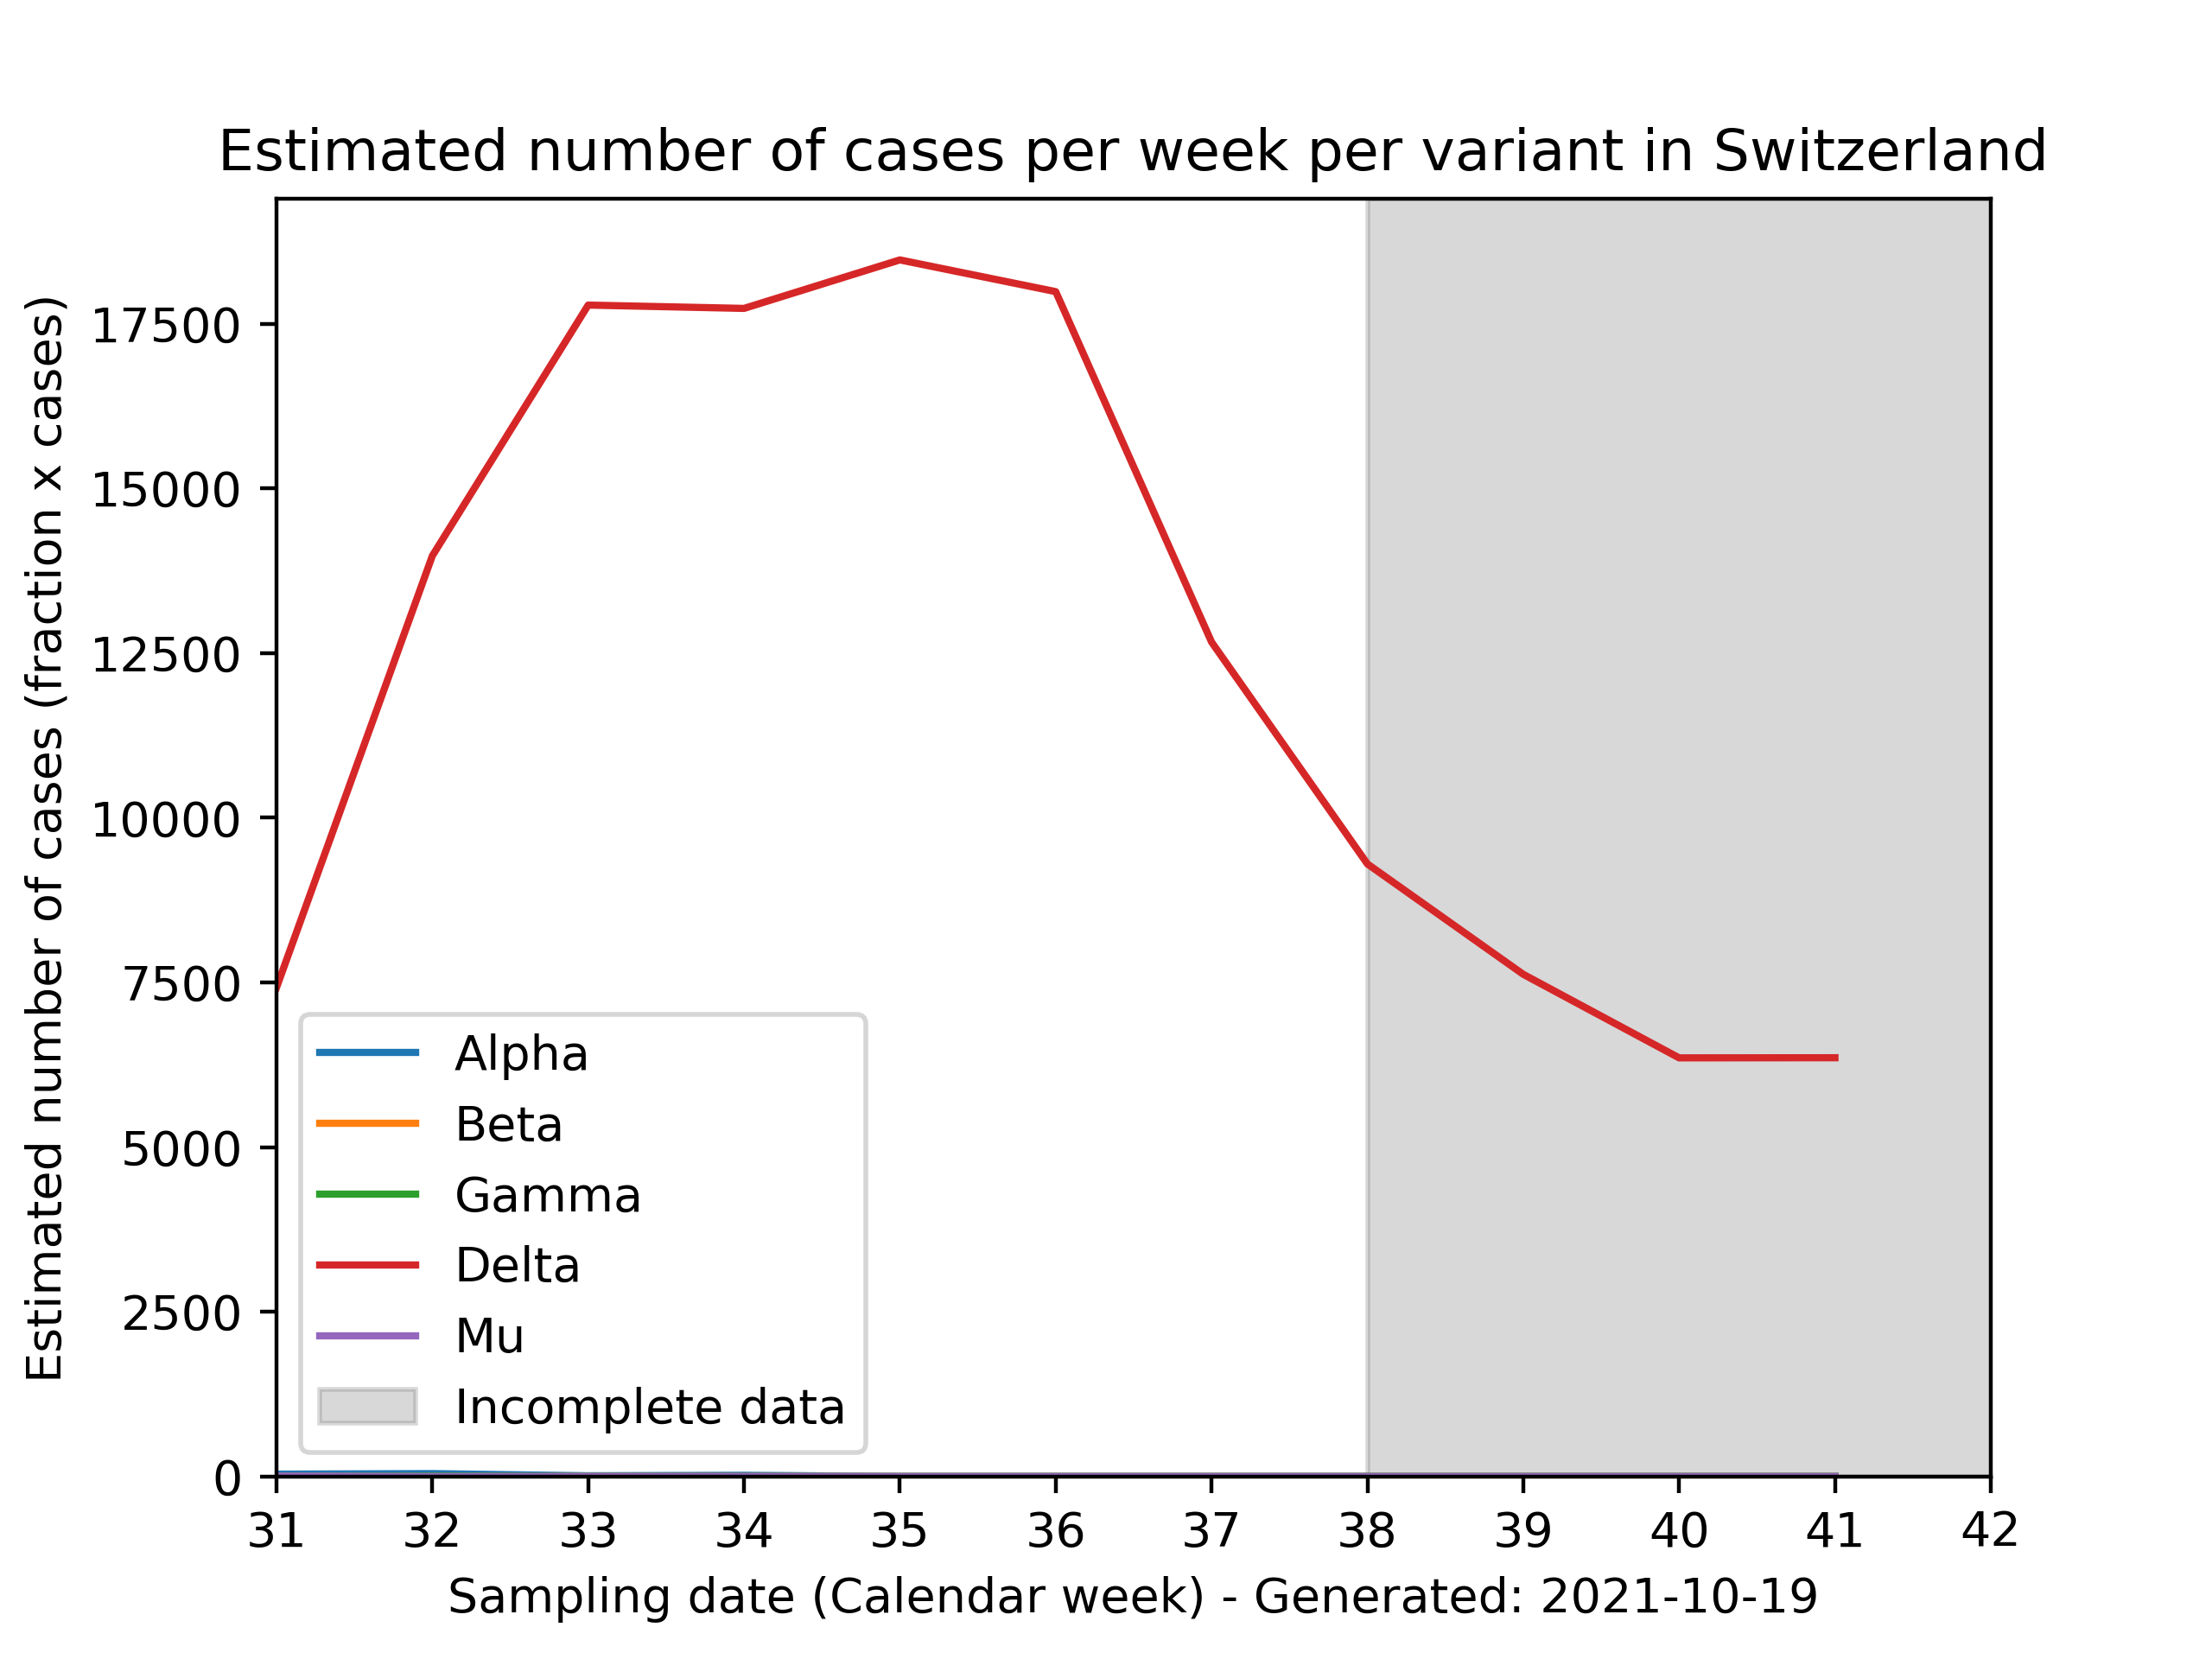 Estimated number of cases per week per variant in Switzerland
Estimated number of cases (fraction x cases)
17500
15000
12500
10000
7500
5000
2500
0
Alpha
Beta
Gamma
Delta
Mu
Incomplete data
31 32 33 34 35 36 37 38 39 40 41 42
Sampling date (Calendar week) - Generated: 2021-10-19